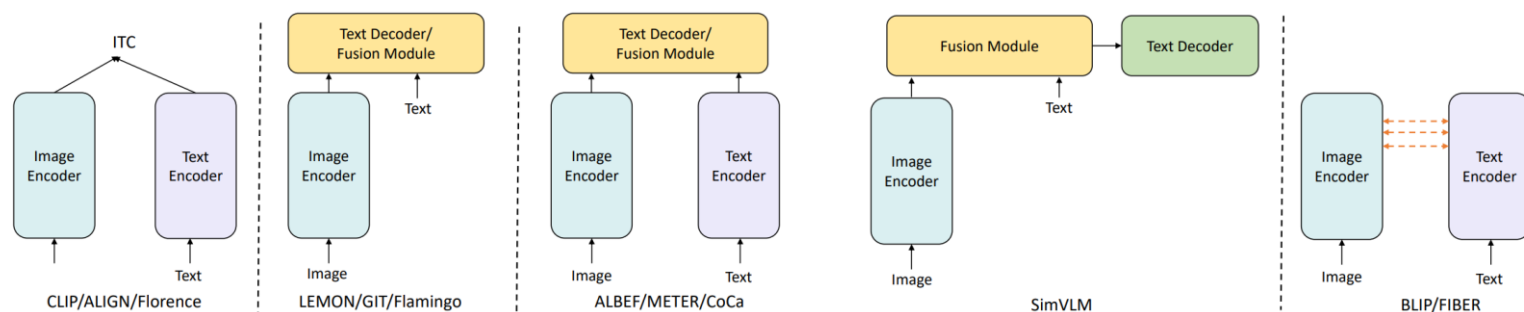 ITC
Image
Encoder
Text
Encoder
Text
CLIP/ALIGN/Florence
Text Decoder/
Fusion Module
Text
Image
Encoder
Image
LEMON/GIT/Flamingo
Text Decoder/
Fusion Module
Image
Encoder
Text
Encoder
Image
Text
ALBEF/METER/CoCa
Fusion Module
Text Decoder
Text
Image
Encoder
Image
SimVLM
Image
Encoder
Text
Encoder
Image
Text
BLIP/FIBER